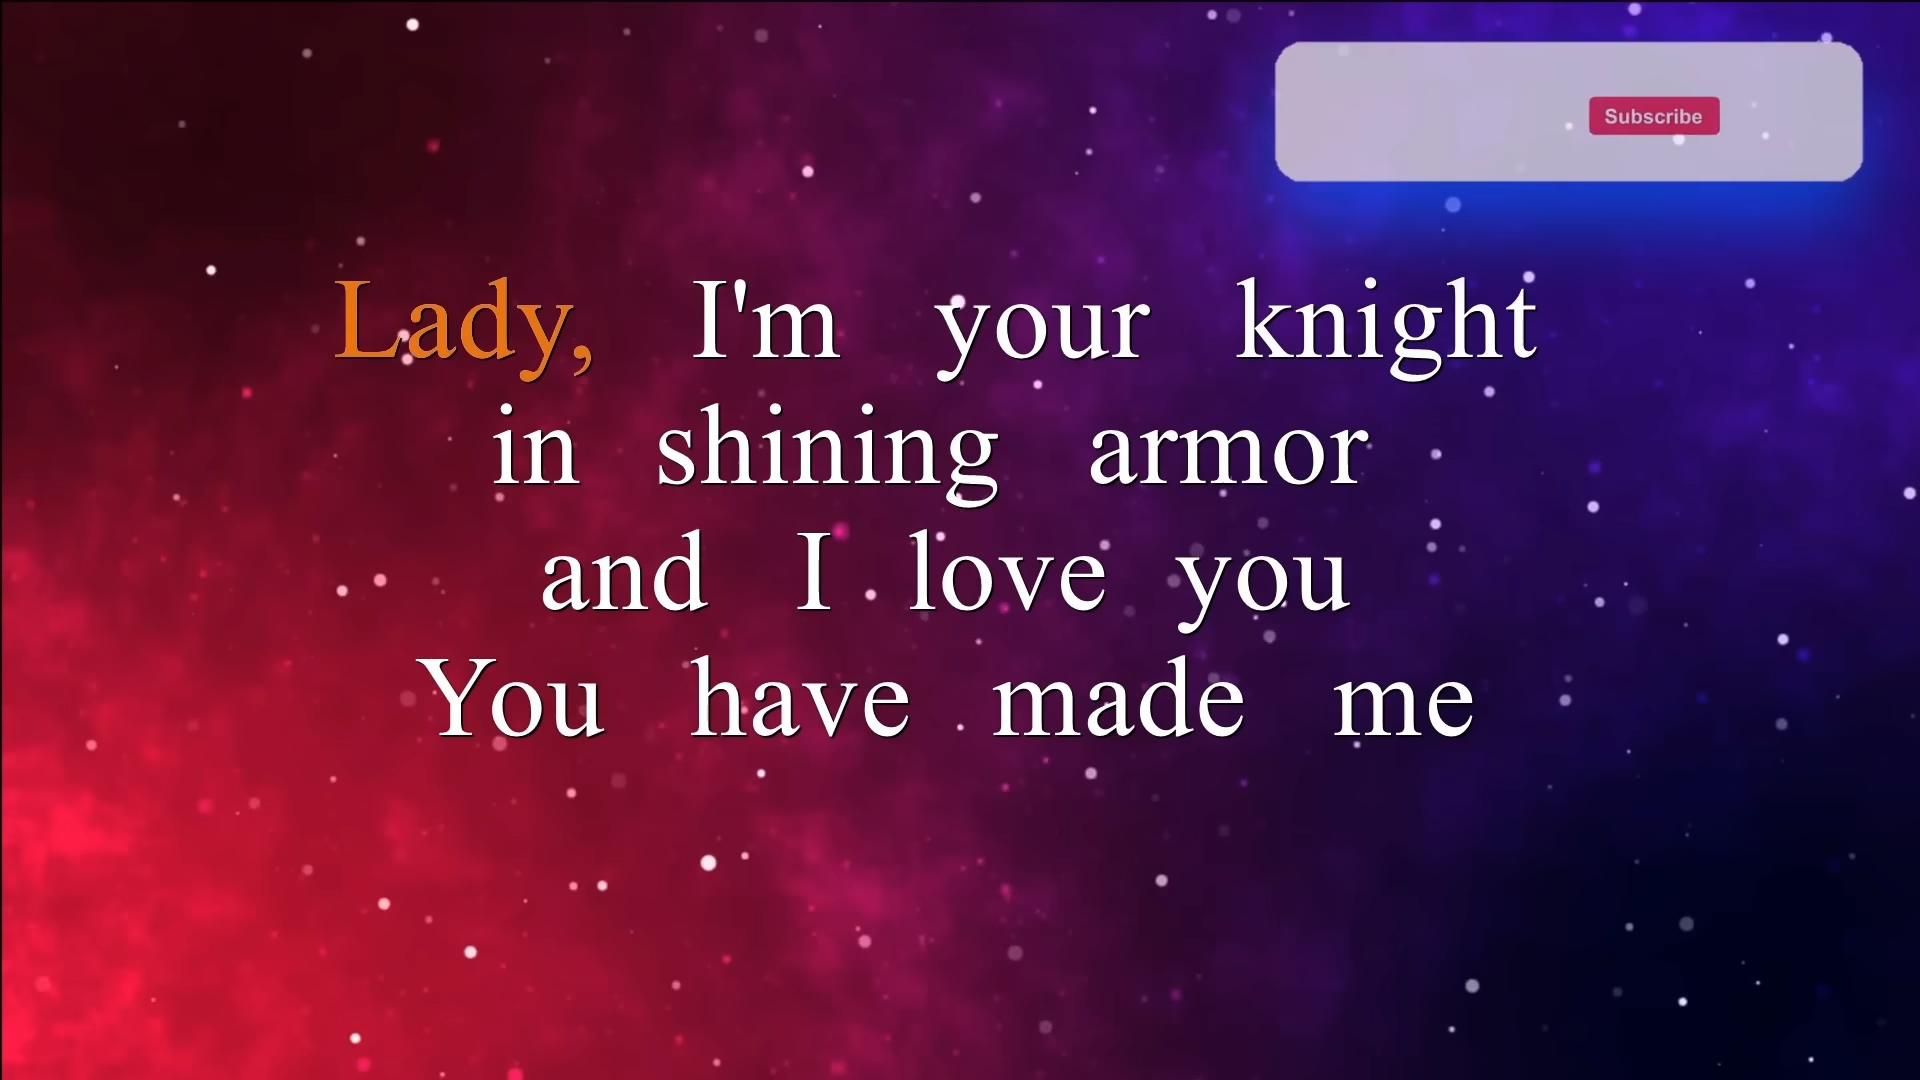 Subscribe
Lady, I'm your knight
in shining armor
and I love you
You have made me